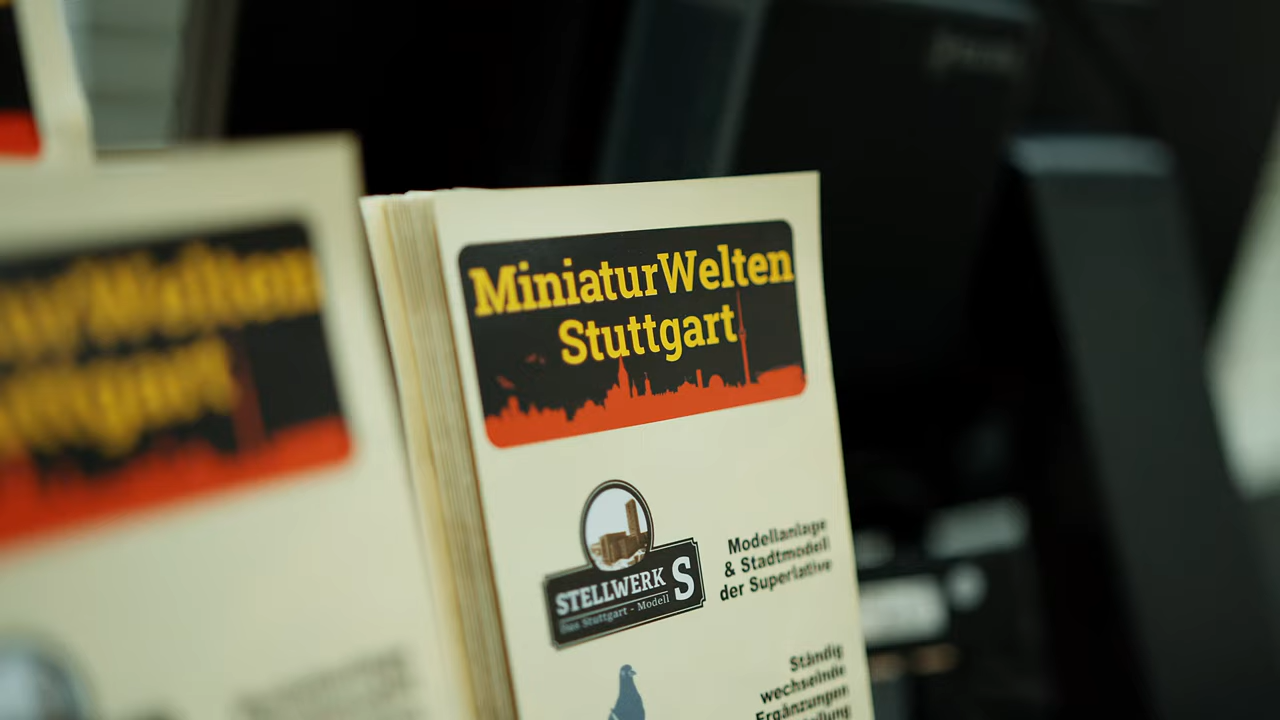 MiniaturWelten
Stuttgart
STELLWERK S
Das Stuttgart - Modell
Modellanlage
& Stadtmodell
der Superlative
Ständig
wechselnde
Ergänzungen